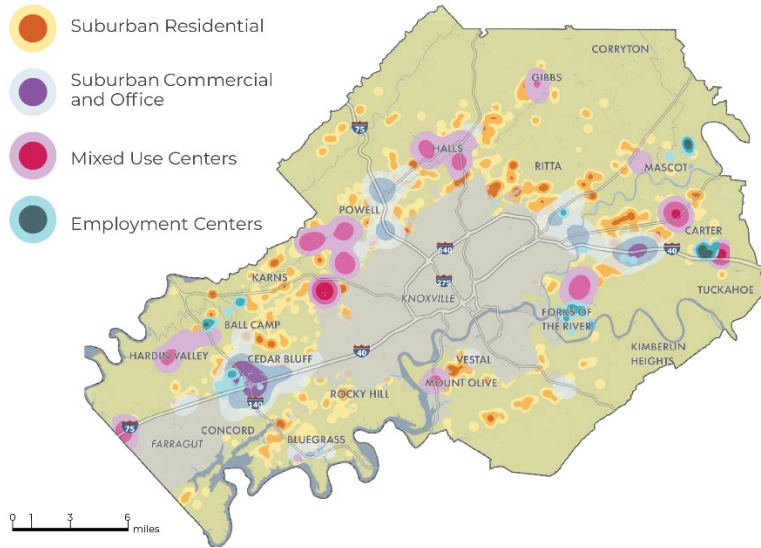 Suburban Residential
Suburban Commercial
and Office
Mixed Use Centers
Employment Centers
CORRYTON
GIBBS
75
HALLS
RITTA
MASCOT
POWELL
CARTER
640
40
KARNS
275
TUCKAHOE
KNOXVILLE
FORKS OF
THE RIVER
BALL CAMP
HARDIN VALLEY
CEDAR BLUFF
40
VESTAL
KIMBERLIN
HEIGHTS
MOUNT OLIVE
ROCKY HILL
140
75
CONCORD
FARRAGUT
BLUEGRASS
0 1 3 6
miles